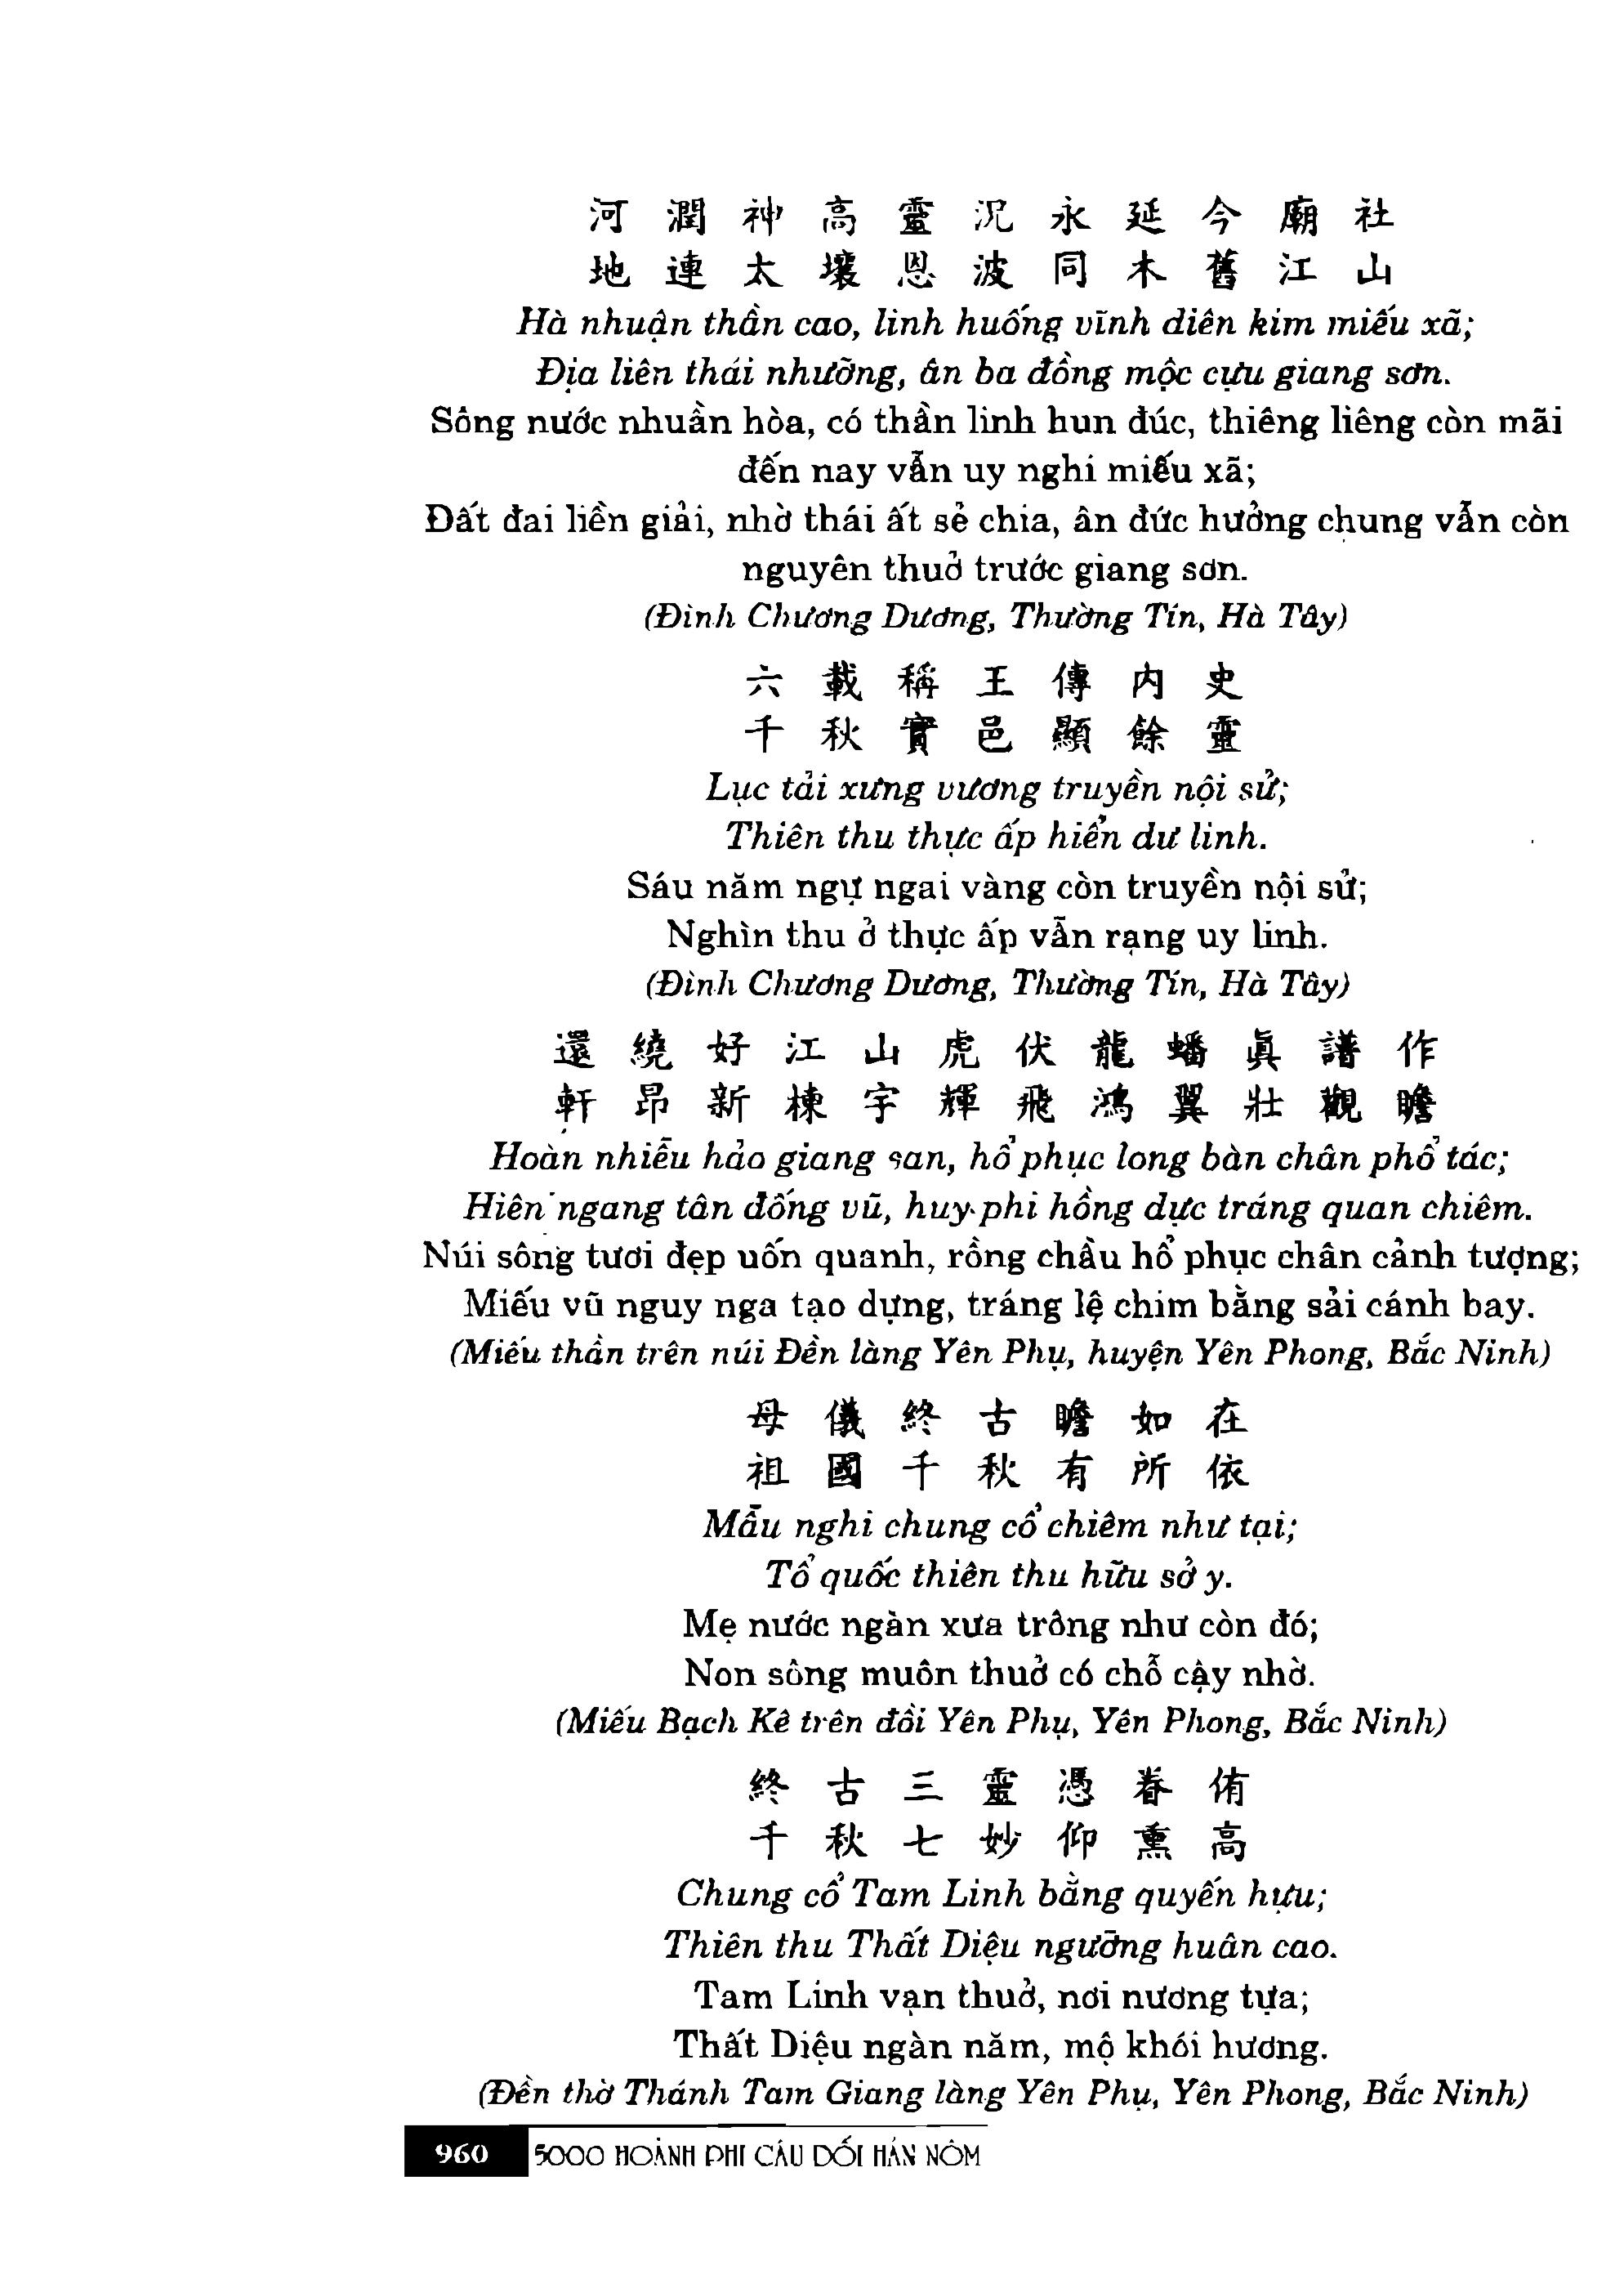 河 潤 神 高 靈 況 永 延 今 廟 社
地 連 太 壤 恩 波 同 木 舊 江 山
Hà nhuận thần cao, linh huống vĩnh diên kim miếu xã;
Địa liên thái nhưỡng, ân ba đồng mộc cựu giang sơn.
Sông nước nhuần hòa, có thần linh hun đúc, thiêng liêng còn mãi
đến nay vẫn uy nghi miếu xã;
Đất đai liền giải, nhờ thái ất sẻ chia, ân đức hưởng chung vẫn còn
nguyên thuở trước giang sơn.
(Đình Chương Dương, Thường Tín, Hà Tây)
六 載 稱 王 傳 内 史
千 秋 實 邑 顯 餘 靈
Lục tải xưng vương truyền nội sử;
Thiên thu thực ấp hiển dư linh.
Sáu năm ngự ngai vàng còn truyền nội sử;
Nghìn thu ở thực ấp vẫn rạng uy linh.
(Đình Chương Dương, Thường Tín, Hà Tây)
還 繞 好 江 山 虎 伏 龍 蟠 眞 譜 作
軒 昂 新 棟 宇 輝 飛 鴻 翼 壯 觀 瞻
Hoàn nhiễu hảo giang san, hổ phục long bàn chân phổ tác;
Hiên ngang tân đống vũ, huy phi hồng dực tráng quan chiêm.
Núi sông tươi đẹp uốn quanh, rồng chầu hổ phục chân cảnh tượng;
Miếu vũ nguy nga tạo dựng, tráng lệ chim bằng sải cánh bay.
(Miếu thần trên núi Đền làng Yên Phụ, huyện Yên Phong, Bắc Ninh)
母 儀 終 古 瞻 如 在
祖 國 千 秋 有 所 依
Mẫu nghi chung cổ chiêm như tại;
Tổ quốc thiên thu hữu sở y.
Mẹ nước ngàn xưa trông như còn đó;
Non sông muôn thuở có chỗ cậy nhờ.
(Miếu Bạch Kê trên đồi Yên Phụ, Yên Phong, Bắc Ninh)
終 古 三 靈 憑 眷 侑
千 秋 七 妙 仰 熏 高
Chung cổ Tam Linh bằng quyến hựu;
Thiên thu Thất Diệu ngưỡng huân cao.
Tam Linh vạn thuở, nơi nương tựa;
Thất Diệu ngàn năm, mộ khói hương.
(Đền thờ Thánh Tam Giang làng Yên Phụ, Yên Phong, Bắc Ninh)
960 5000 HOÀNH PHI CÂU ĐỐI HÁN NÔM